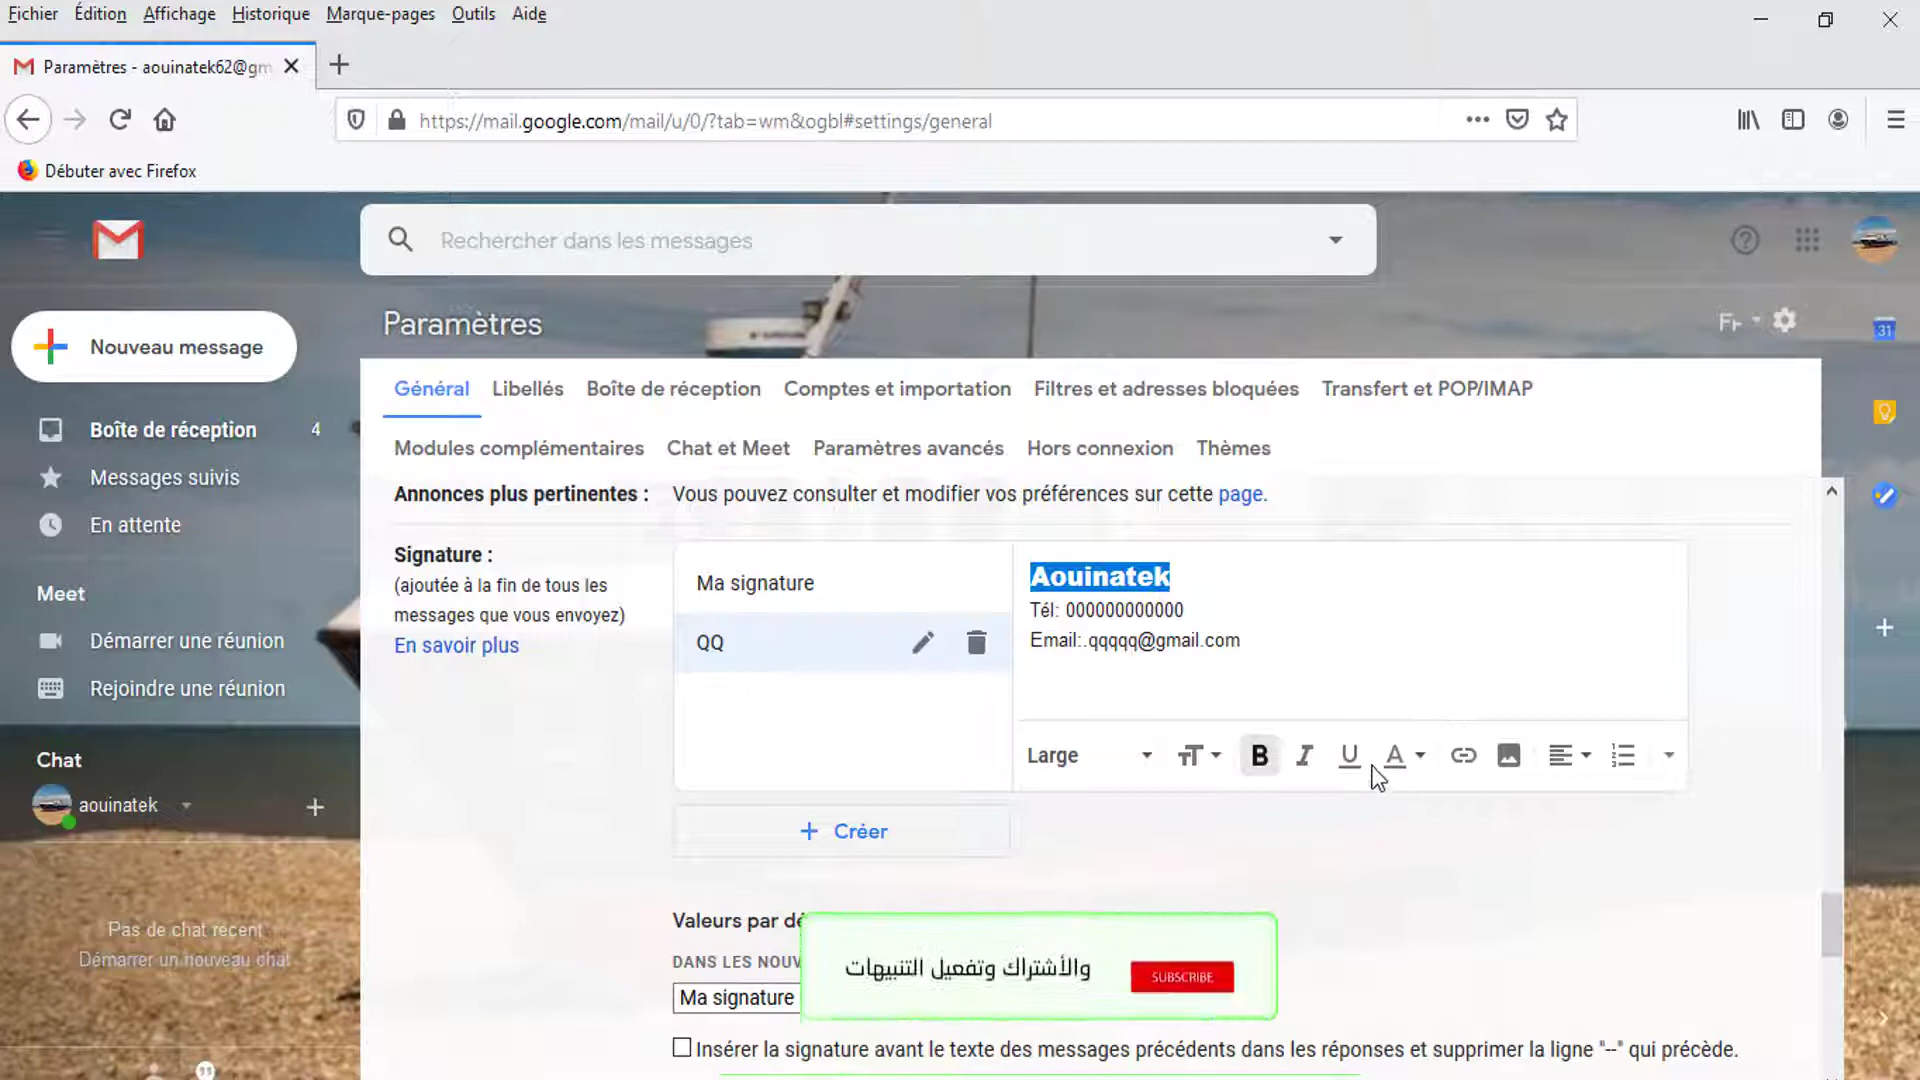 Fichier Édition Affichage Historique Marque-pages Outils Aide
Paramètres - aouinatek62@gm
https://mail.google.com/mail/u/0/?tab=wm&ogbl#settings/general
Débuter avec Firefox
Rechercher dans les messages
Paramètres
Fr
31
Nouveau message
Général Libellés Boîte de réception Comptes et importation Filtres et adresses bloquées Transfert et POP/IMAP
Modules complémentaires Chat et Meet Paramètres avancés Hors connexion Thèmes
Boîte de réception 4
Messages suivis
En attente
Meet
Démarrer une réunion
Rejoindre une réunion
Chat
aouinatek
Pas de chat récent
Démarrer un nouveau chat
Annonces plus pertinentes : Vous pouvez consulter et modifier vos préférences sur cette page.
Signature :
(ajoutée à la fin de tous les
messages que vous envoyez)
En savoir plus
Ma signature
QQ
Aouinatek
Tél: 000000000000
Email:.qqqqq@gmail.com
Large
Créer
Valeurs par dé
DANS LES NOUV
Ma signature
والأشتراك وتفعيل التنبيهات
SUBSCRIBE
Insérer la signature avant le texte des messages précédents dans les réponses et supprimer la ligne "--" qui précède.